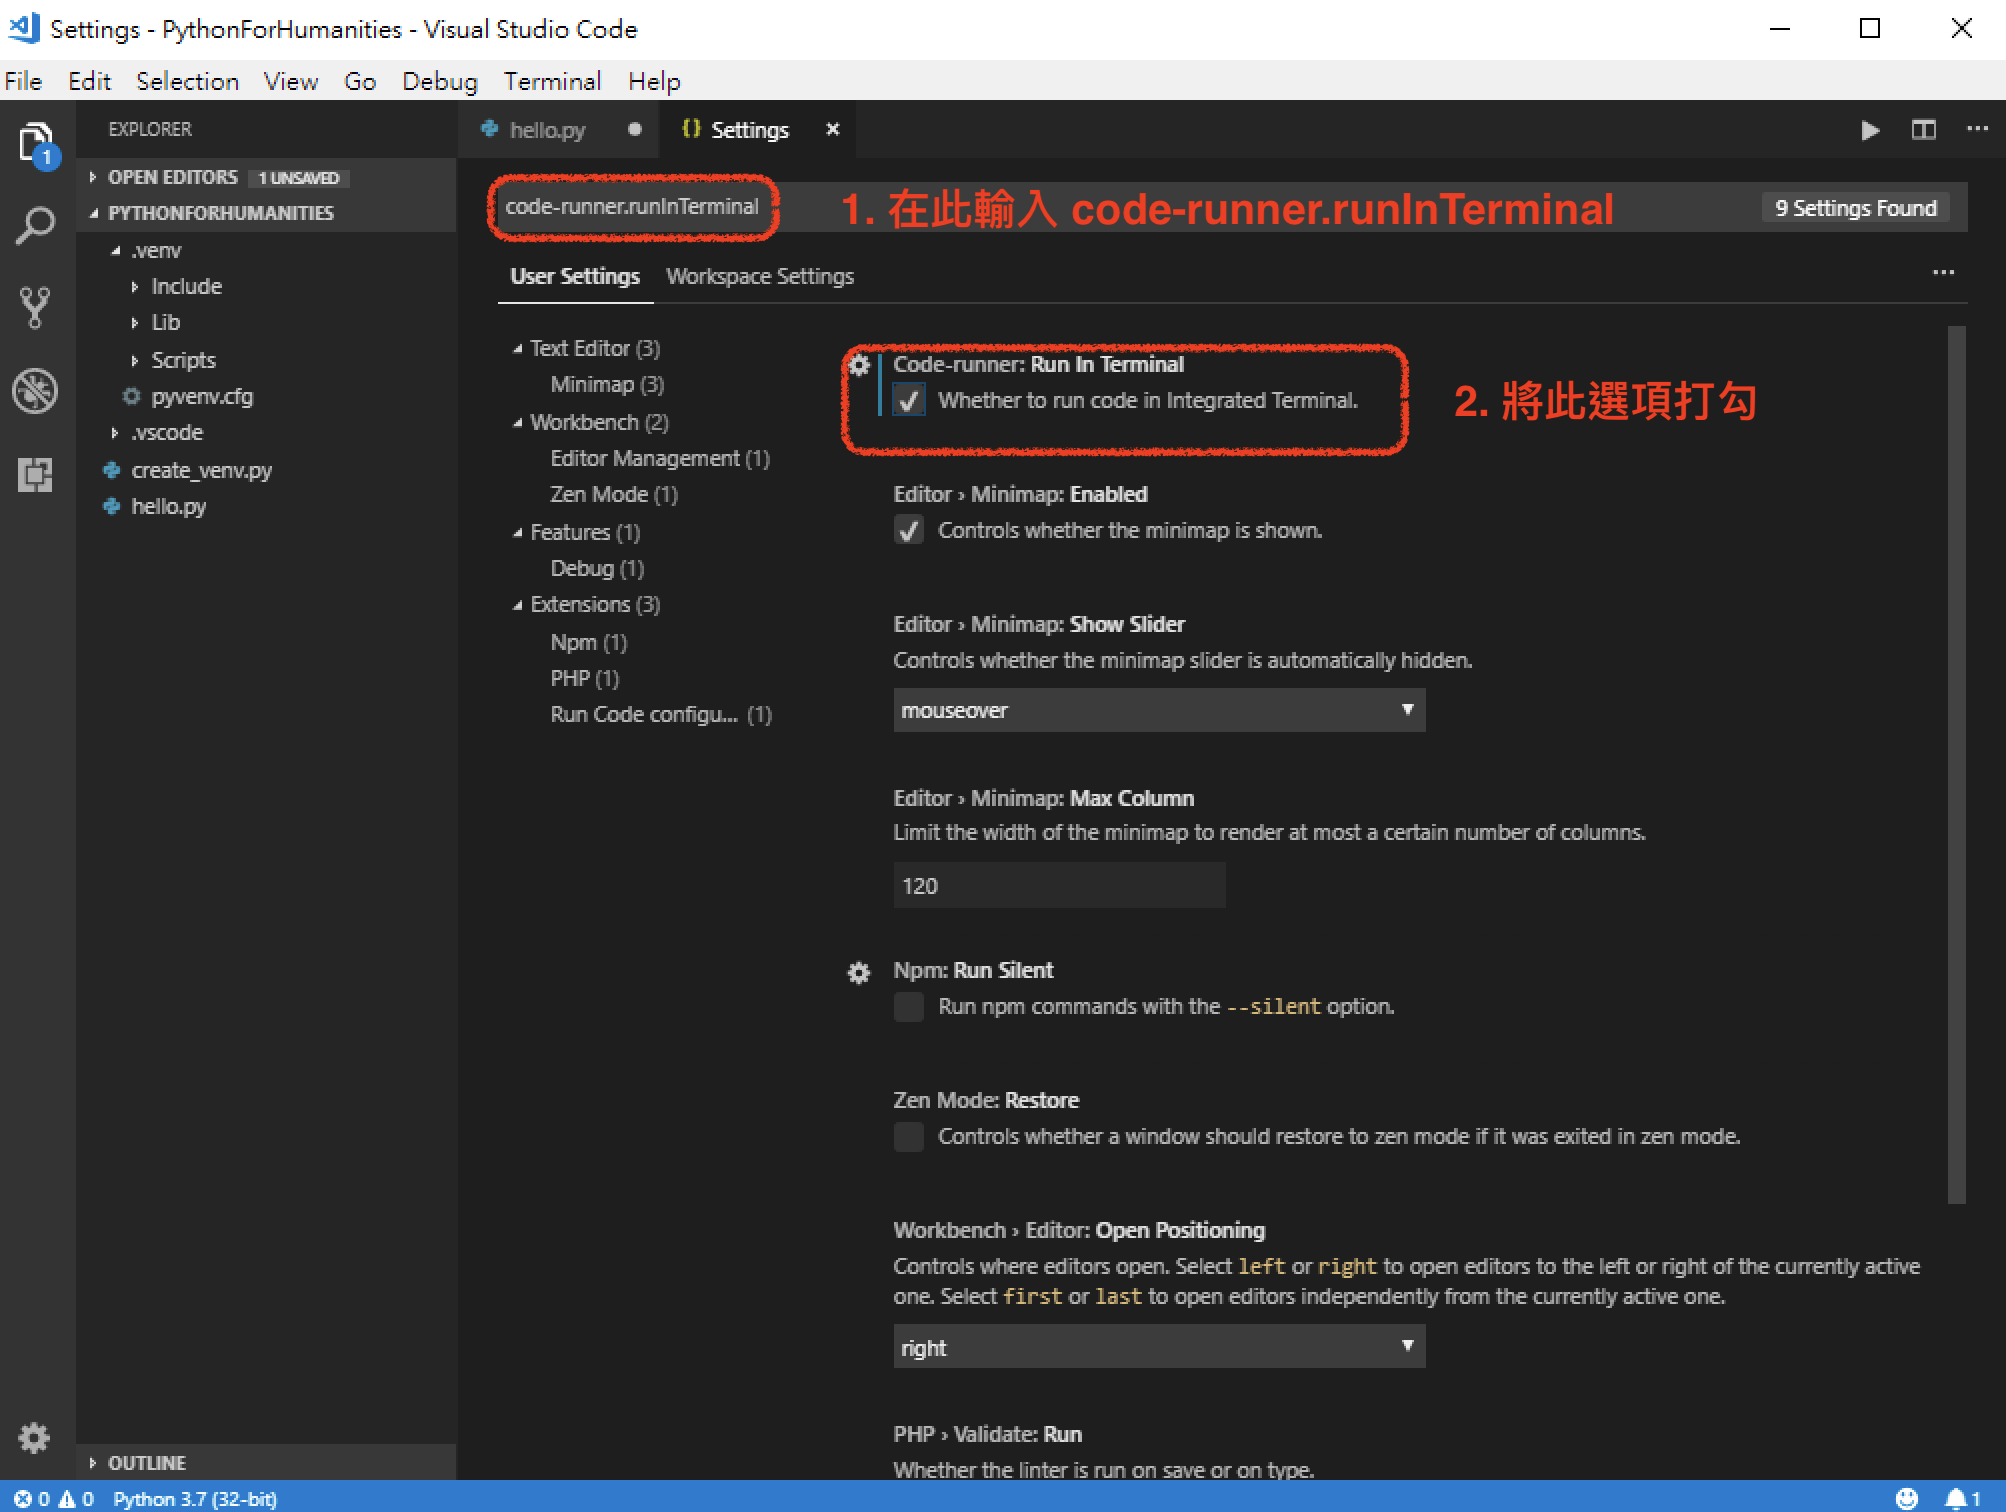 Settings - PythonForHumanities - Visual Studio Code
File Edit Selection View Go Debug Terminal Help
1
EXPLORER
OPEN EDITORS 1 UNSAVED
PYTHONFORHUMANITIES
.venv
Include
Lib
Scripts
pyvenv.cfg
.vscode
create_venv.py
hello.py
OUTLINE
hello.py
{} Settings
code-runner.runInTerminal
1. 在此輸入 code-runner.runInTerminal
9 Settings Found
User Settings Workspace Settings
Text Editor (3)
Minimap (3)
Workbench (2)
Editor Management (1)
Zen Mode (1)
Features (1)
Debug (1)
Extensions (3)
Npm (1)
PHP (1)
Run Code configu... (1)
Code-runner: Run In Terminal
Whether to run code in Integrated Terminal.
2. 將此選項打勾
Editor › Minimap: Enabled
Controls whether the minimap is shown.
Editor › Minimap: Show Slider
Controls whether the minimap slider is automatically hidden.
mouseover
Editor › Minimap: Max Column
Limit the width of the minimap to render at most a certain number of columns.
120
Npm: Run Silent
Run npm commands with the --silent option.
Zen Mode: Restore
Controls whether a window should restore to zen mode if it was exited in zen mode.
Workbench › Editor: Open Positioning
Controls where editors open. Select left or right to open editors to the left or right of the currently active
one. Select first or last to open editors independently from the currently active one.
right
PHP › Validate: Run
Whether the linter is run on save or on type.
0 0 Python 3.7 (32-bit)
1